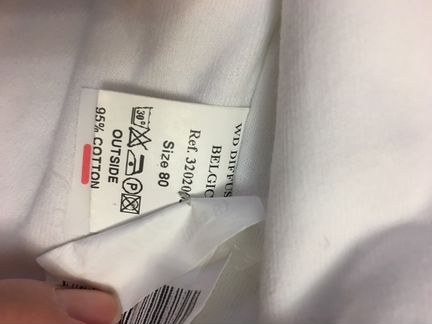 WD DIFFUS
BELGIC
Ref. 32020
Size 80
30° P
OUTSIDE
95% COTTON